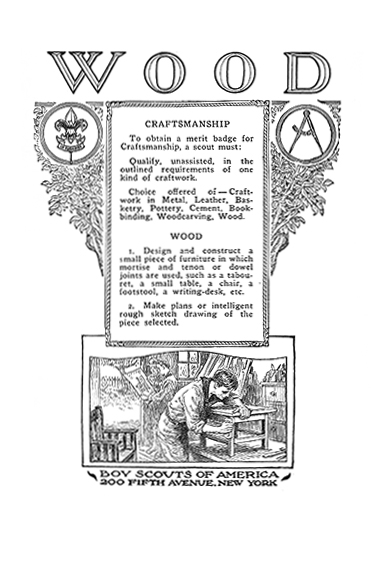 WOOD
CRAFTSMANSHIP
To obtain a merit badge for
Craftsmanship, a scout must:
Qualify, unassisted, in the
outlined requirements of one
kind of craftwork.
Choice offered of—Craft-
work in Metal, Leather, Bas-
ketry, Pottery, Cement, Book-
binding, Woodcarving, Wood.
WOOD
1. Design and construct a
small piece of furniture in which
mortise and tenon or dowel
joints are used, such as a tabou-
ret, a small table, a chair, a
footstool, a writing-desk, etc.
2. Make plans or intelligent
rough sketch drawing of the
piece selected.
BOY SCOUTS OF AMERICA
200 FIFTH AVENUE, NEW YORK